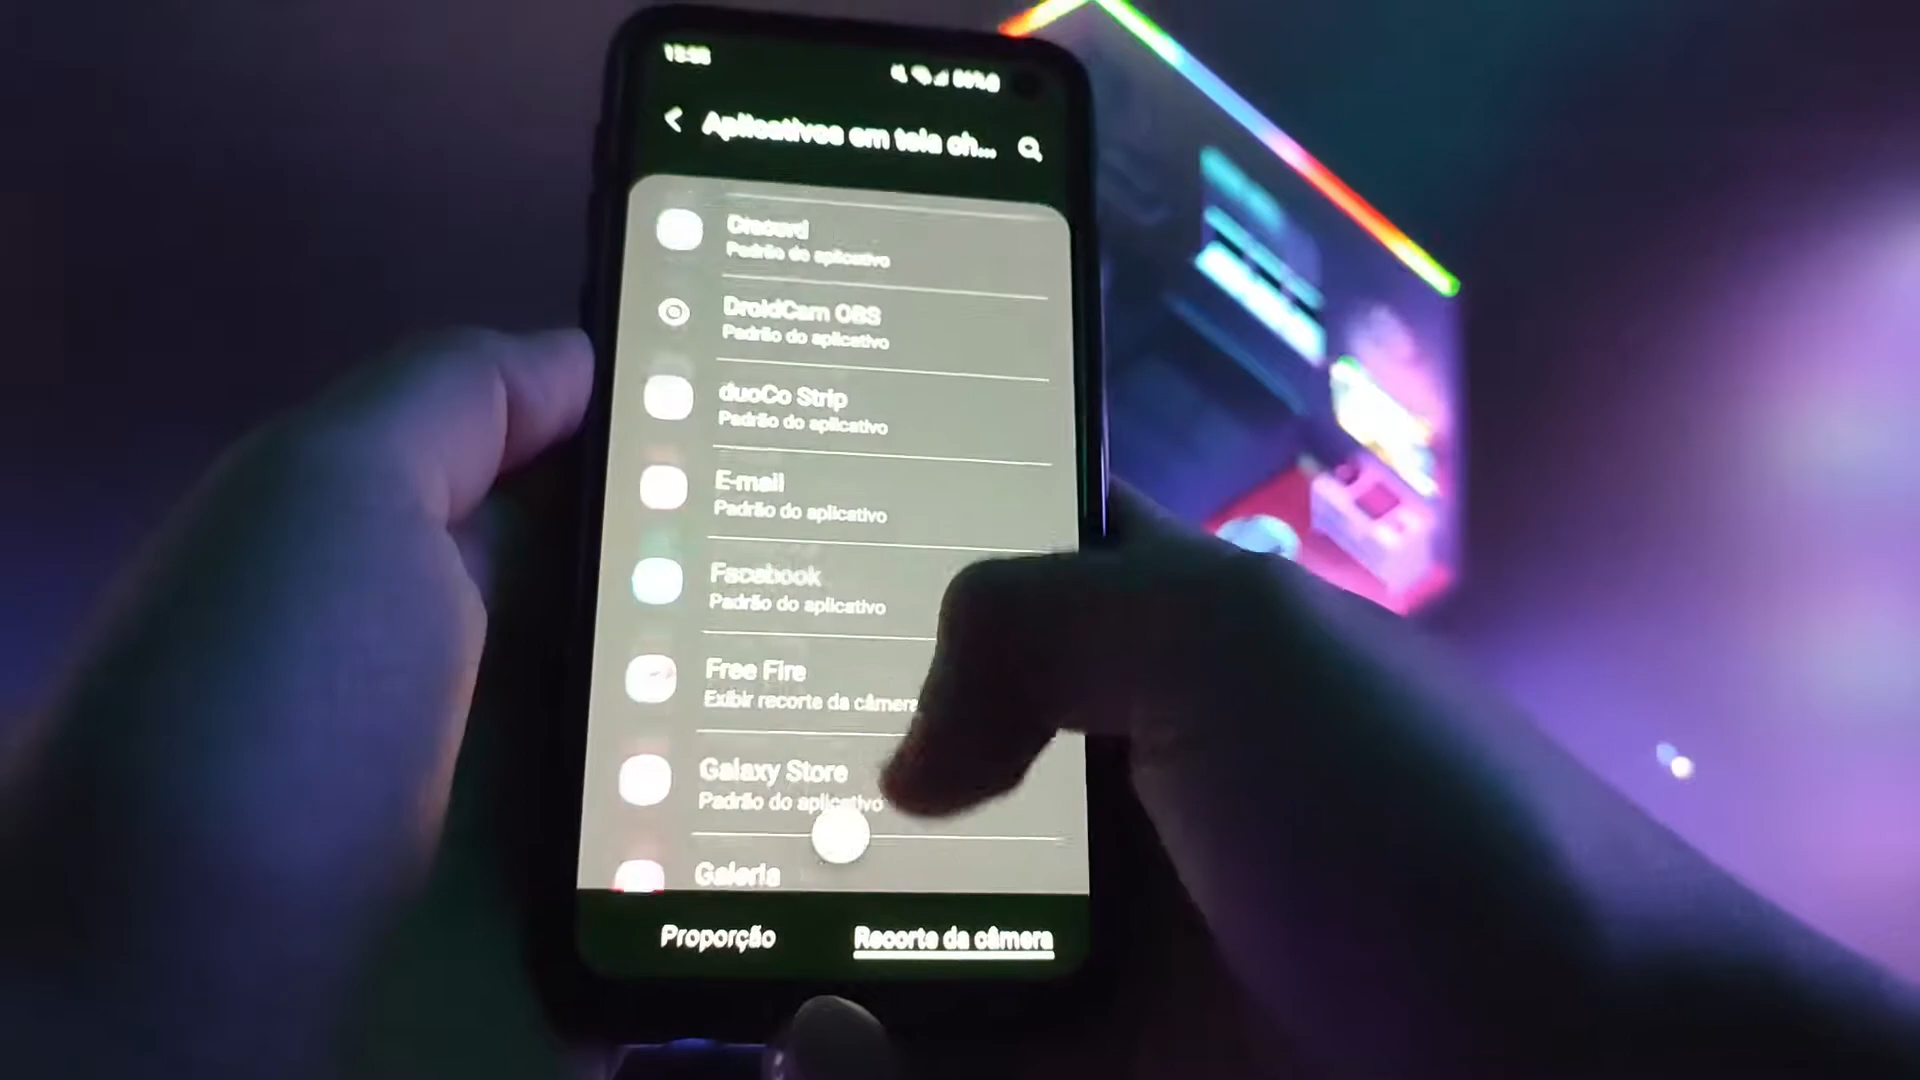 Aplicativos em tela ch...
Discord
Padrão do aplicativo
DroidCam OBS
Padrão do aplicativo
duoCo Strip
Padrão do aplicativo
E-mail
Padrão do aplicativo
Facebook
Padrão do aplicativo
Free Fire
Exibir recorte da câmera
Galaxy Store
Padrão do aplicativo
Galeria
Proporção
Recorte da câmera